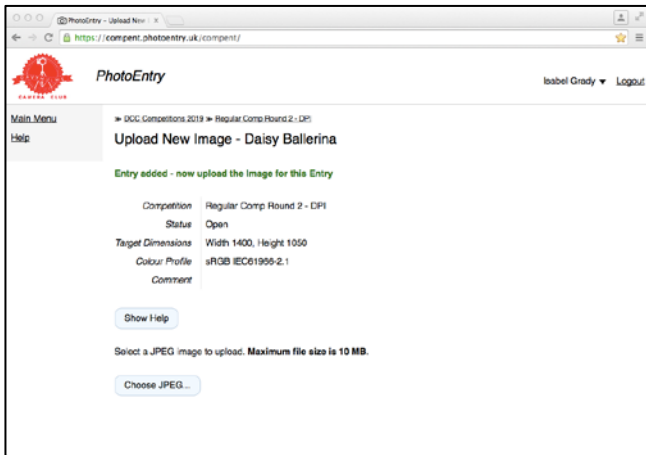 PhotoEntry - Upload New I
https://compent.photoentry.uk/compent/
CAMERA CLUB
PhotoEntry
Isabel Grady ▼ Logout
Main Menu
Help
≫ DCC Competitions 2019 ≫ Regular Comp Round 2 - DPI
Upload New Image - Daisy Ballerina
Entry added - now upload the Image for this Entry
Competition Regular Comp Round 2 - DPI
Status Open
Target Dimensions Width 1400, Height 1050
Colour Profile sRGB IEC61966-2.1
Comment
Show Help
Select a JPEG image to upload. Maximum file size is 10 MB.
Choose JPEG...